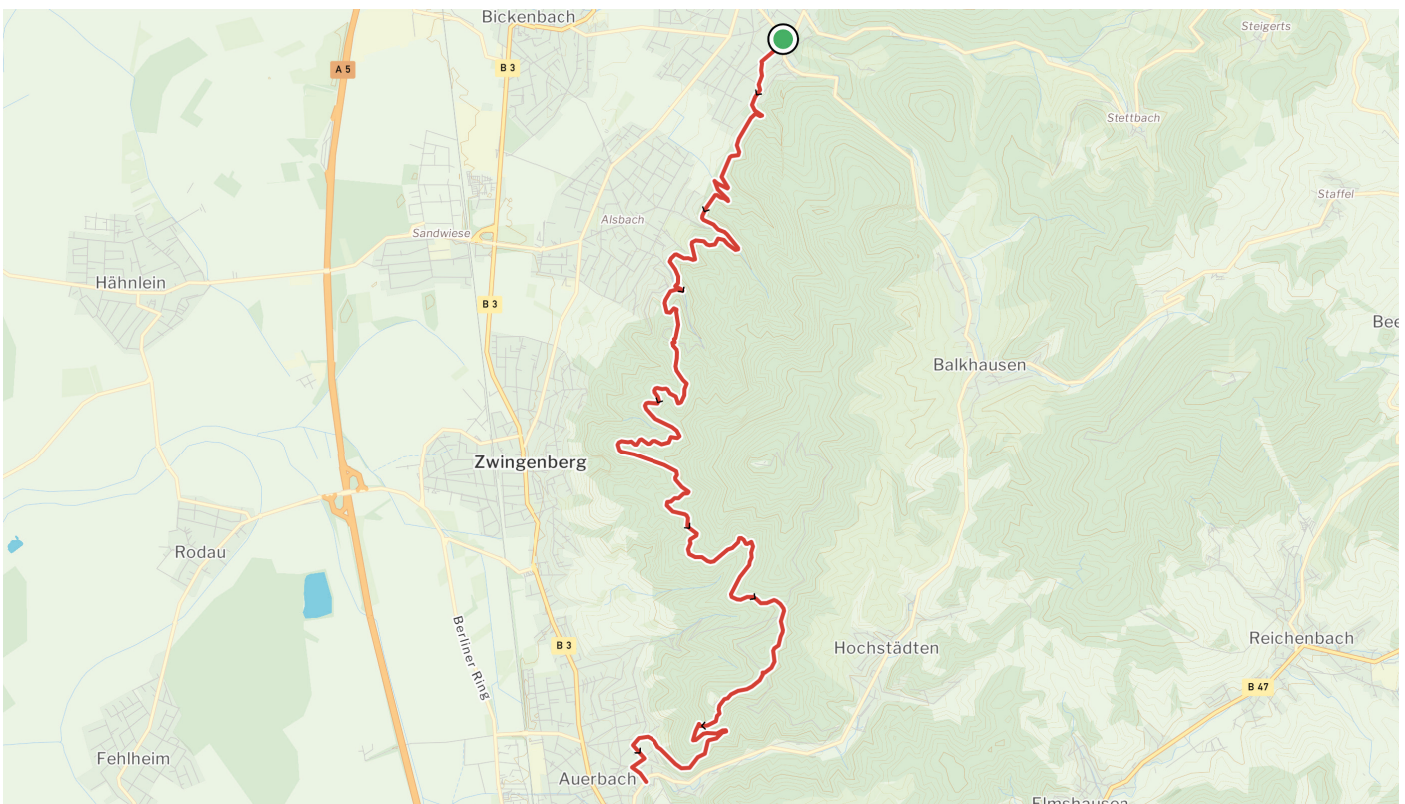 Bickenbach
Steigerts
A 5
B 3
Stettbach
Staffel
Alsbach
Sandwiese
Hähnlein
B 3
Bee
Balkhausen
Zwingenberg
Rodau
Berliner Ring
B 3
Hochstädten
Reichenbach
B 47
Fehlheim
Auerbach
Elmshausen